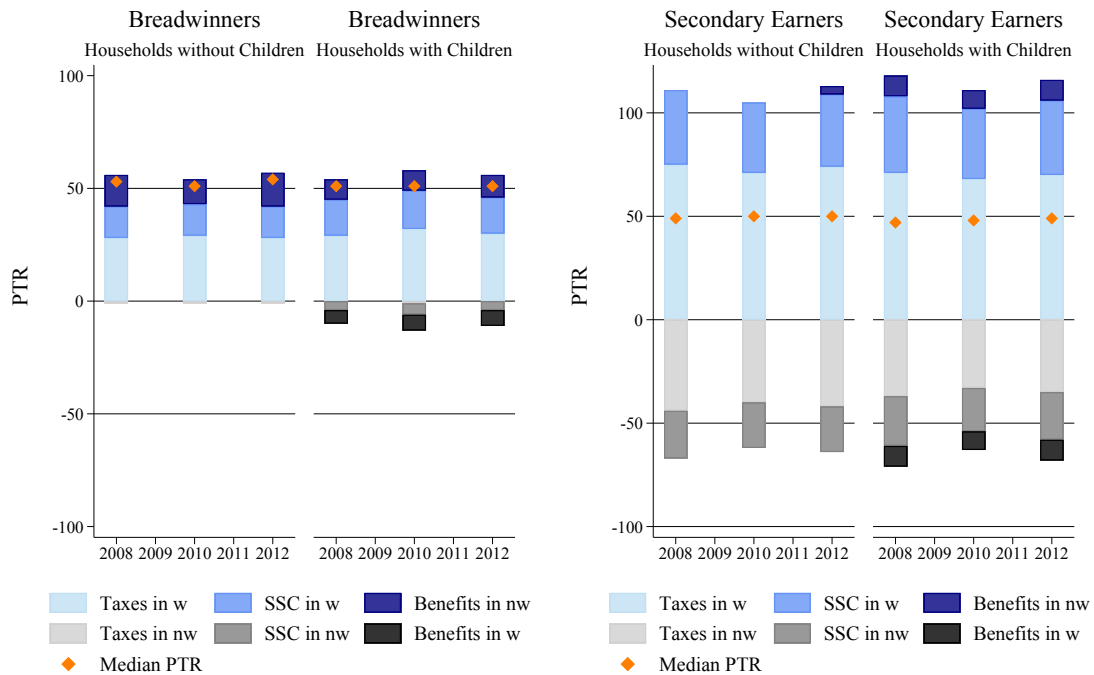 Breadwinners Breadwinners
Households without Children Households with Children
100
50
0
-50
-100
PTR
2008 2009 2010 2011 2012 2008 2009 2010 2011 2012
Taxes in w SSC in w Benefits in nw
Taxes in nw SSC in nw Benefits in w
Median PTR
Secondary Earners Secondary Earners
Households without Children Households with Children
100
50
0
-50
-100
PTR
2008 2009 2010 2011 2012 2008 2009 2010 2011 2012
Taxes in w SSC in w Benefits in nw
Taxes in nw SSC in nw Benefits in w
Median PTR